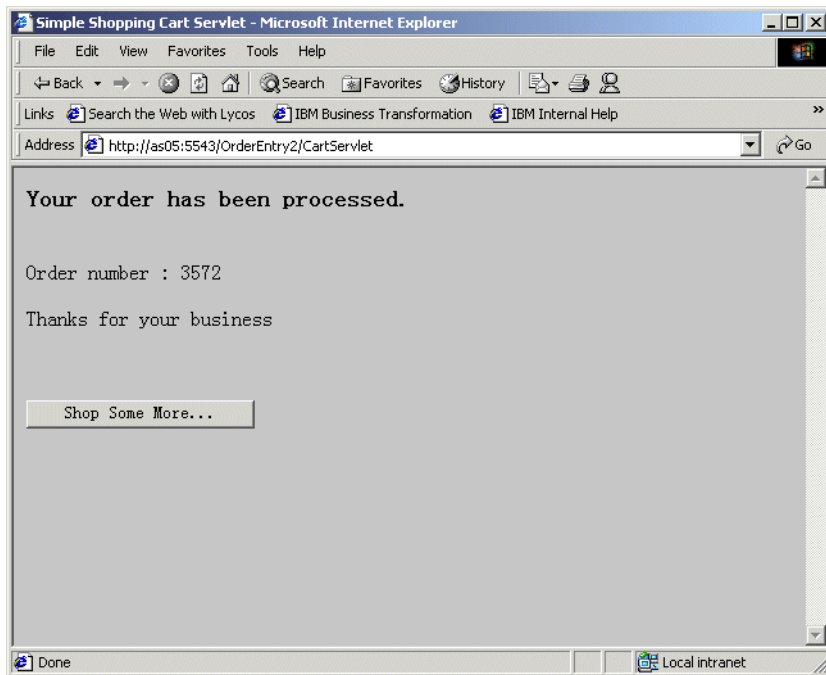 Simple Shopping Cart Servlet - Microsoft Internet Explorer
File Edit View Favorites Tools Help
Back Search Favorites History
Links Search the Web with Lycos IBM Business Transformation IBM Internal Help »
Address http://as05:5543/OrderEntry2/CartServlet Go
Your order has been processed.
Order number : 3572
Thanks for your business
Shop Some More...
Done Local intranet